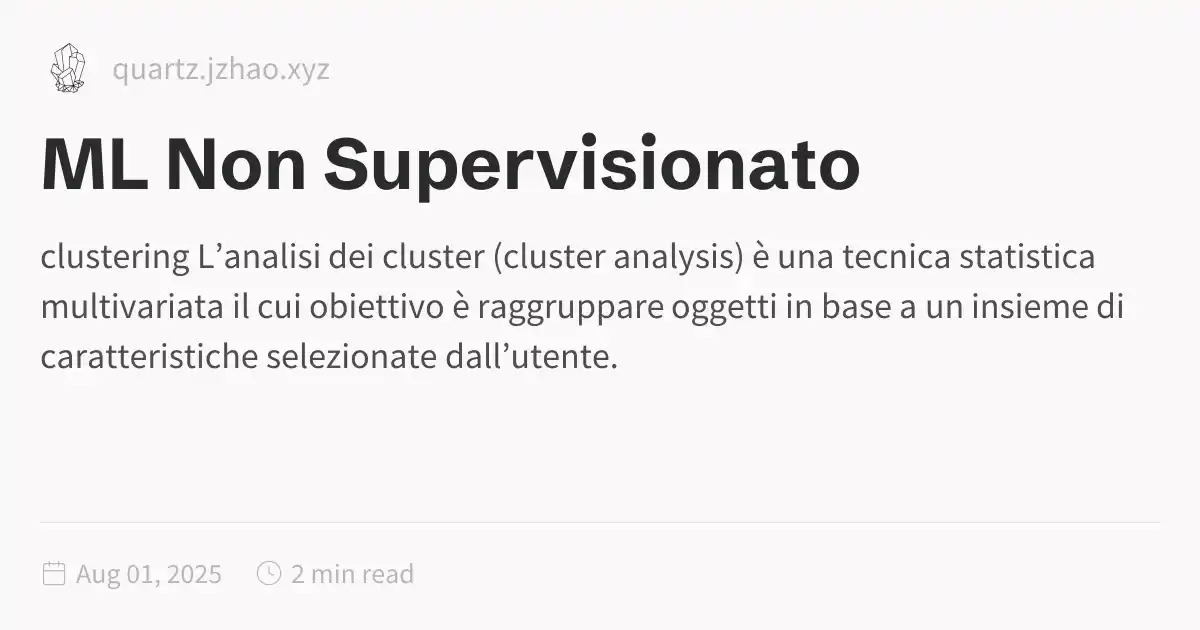 quartz.jzhao.xyz
ML Non Supervisionato
clustering L’analisi dei cluster (cluster analysis) è una tecnica statistica
multivariata il cui obiettivo è raggruppare oggetti in base a un insieme di
caratteristiche selezionate dall’utente.
Aug 01, 2025 2 min read